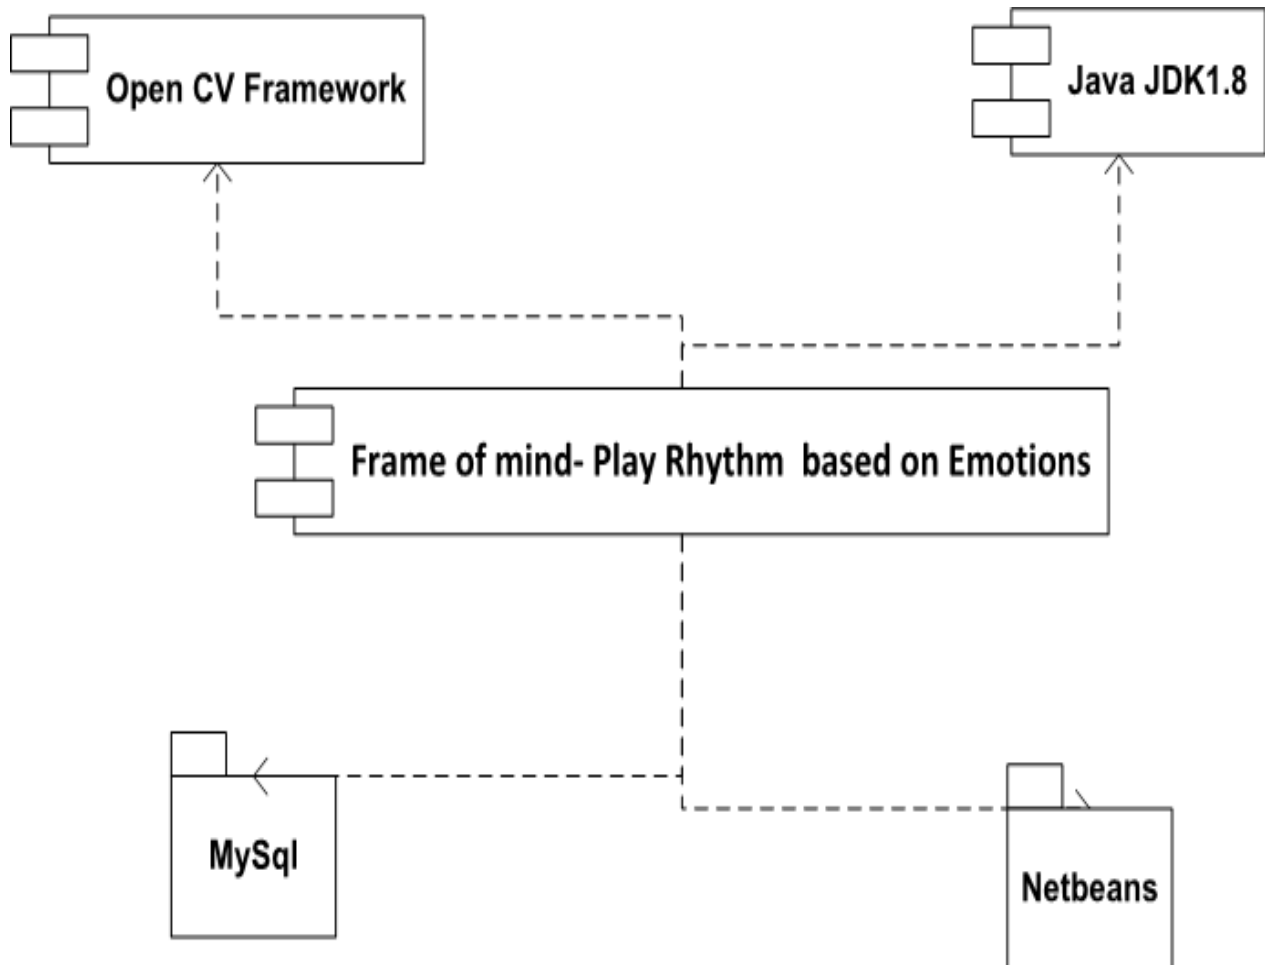 Open CV Framework
Java JDK1.8
Frame of mind- Play Rhythm  based on Emotions
MySql
Netbeans